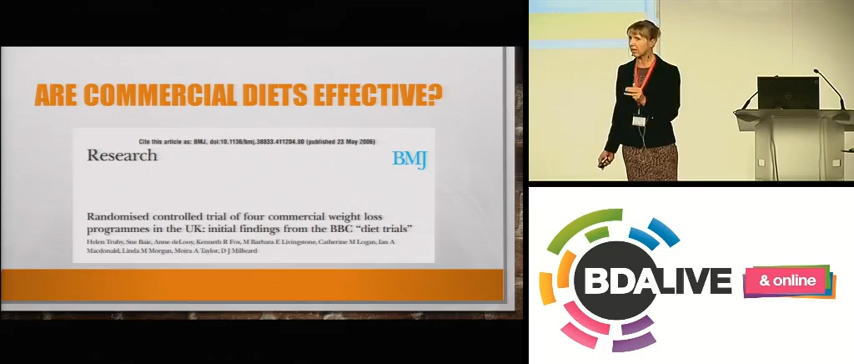 ARE COMMERCIAL DIETS EFFECTIVE?
Cite this article as: BMJ, doi:10.1136/bmj.38833.411204.80 (published 23 May 2006)
Research
BMJ
Randomised controlled trial of four commercial weight loss
programmes in the UK: initial findings from the BBC “diet trials”
Helen Truby, Sue Baic, Anne deLooy, Kenneth R Fox, M Barbara E Livingstone, Catherine M Logan, Ian A
Macdonald, Linda M Morgan, Moira A Taylor, D J Millward
BDALIVE
& online